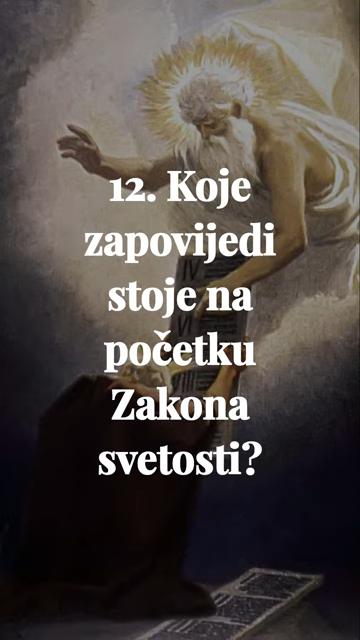 12. Koje
zapovijedi
stoje na
početku
Zakona
svetosti?